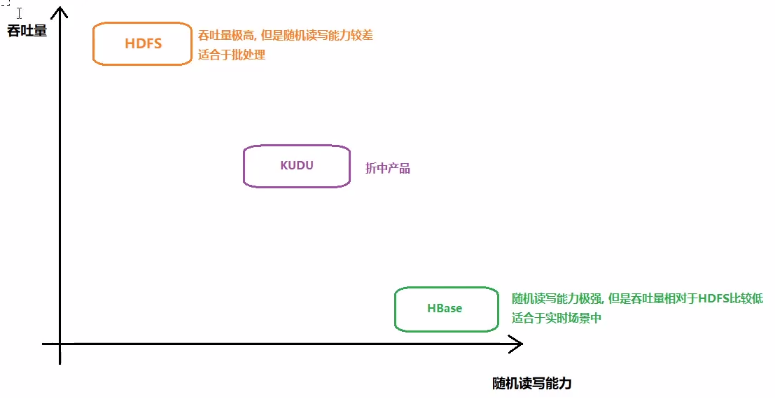 吞吐量
HDFS
吞吐量极高, 但是随机读写能力较差
适合于批处理
KUDU
折中产品
HBase
随机读写能力极强, 但是吞吐量相对于HDFS比较低
适合于实时场景中
随机读写能力